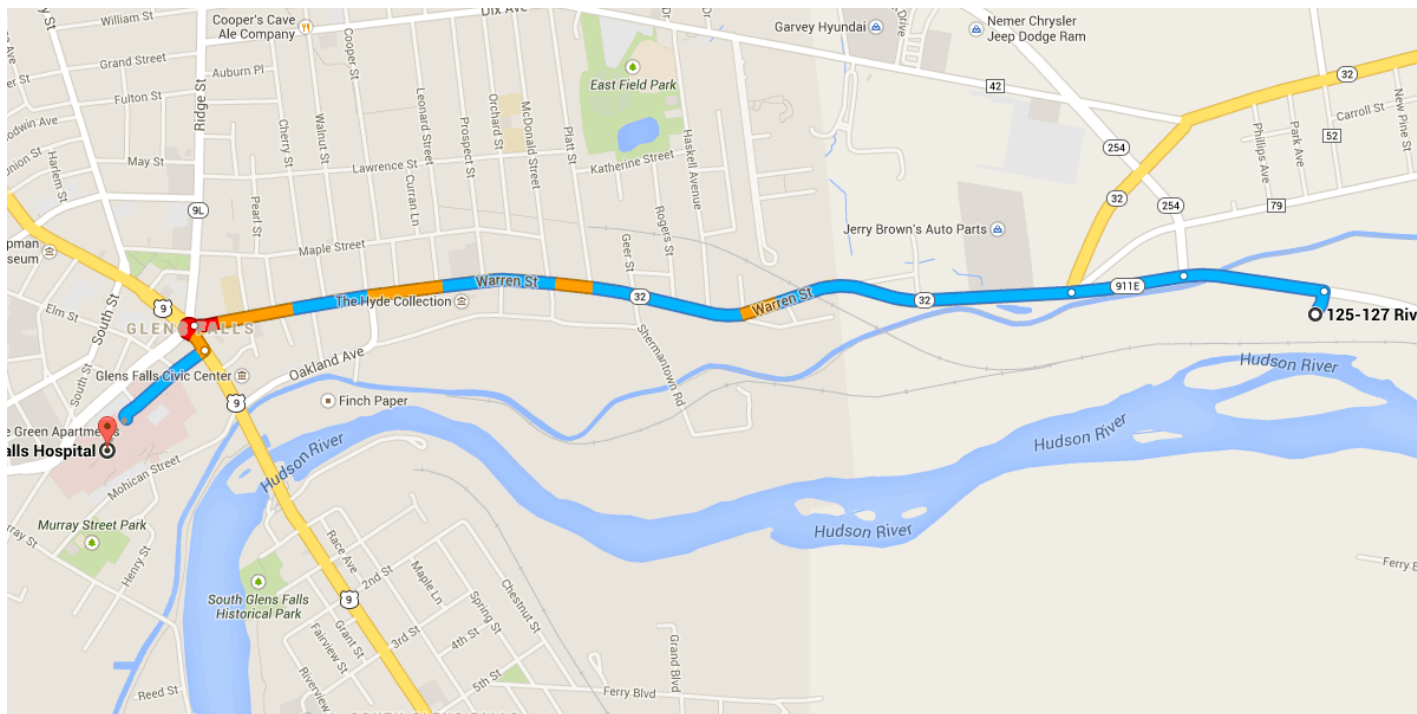 William St
Cooper's Cave
Ale Company
Dix Ave
Garvey Hyundai
Drive
Nemer Chrysler
Jeep Dodge Ram
Grand Street
Auburn Pl
Cooper St
East Field Park
42
32
Fulton St
Ridge St
Leonard Street
Orchard St
McDonald Street
Carroll St
New Pine St
Cherry St
Walnut St
Prospect St
Platt St
Haskell Avenue
254
Phillips Ave
Park Ave
52
May St
Lawrence St
Katherine Street
Harlem St
Curran Ln
32
254
79
9L
Pearl St
Rogers St
Maple Street
Geer St
Jerry Brown's Auto Parts
Warren St
The Hyde Collection
32
Warren St
32
911E
9
Elm St
South St
GLENS FALLS
125-127 Riv
South St
Glens Falls Civic Center
Oakland Ave
Shermantown Rd
Hudson River
9
Finch Paper
e Green Apartments
alls Hospital
Hudson River
Hudson River
Mohican Street
Hudson River
Murray Street Park
Henry St
Race Ave
2nd St
Maple Ln
Spring St
Chestnut St
Ferry B
South Glens Falls
Historical Park
9
Grant St
Fairview St
3rd St
4th St
Riverview
5th St
Grand Blvd
Reed St
Ferry Blvd